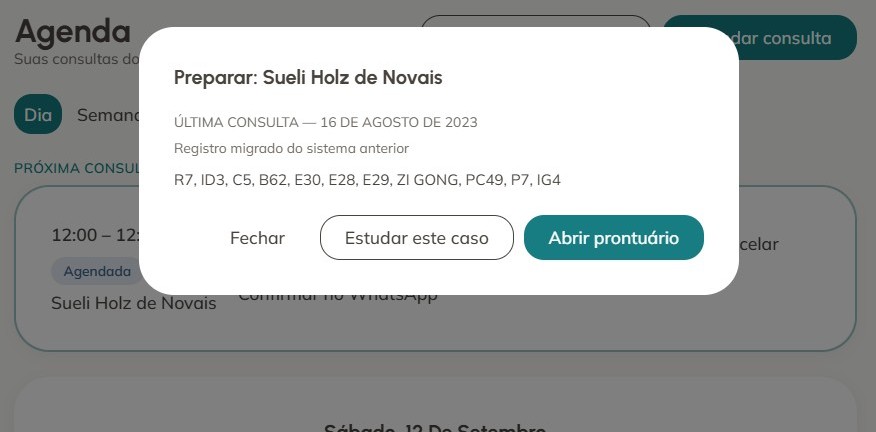 Agenda
Suas consultas do
dar consulta
Dia
Semana
Preparar: Sueli Holz de Novais
ÚLTIMA CONSULTA — 16 DE AGOSTO DE 2023
Registro migrado do sistema anterior
R7, ID3, C5, B62, E30, E28, E29, ZI GONG, PC49, P7, IG4
Fechar
Estudar este caso
Abrir prontuário
PRÓXIMA CONSUL
12:00 – 12:
celar
Agendada
Sueli Holz de Novais
Confirmar no WhatsApp
Sábado, 12 De Setembro